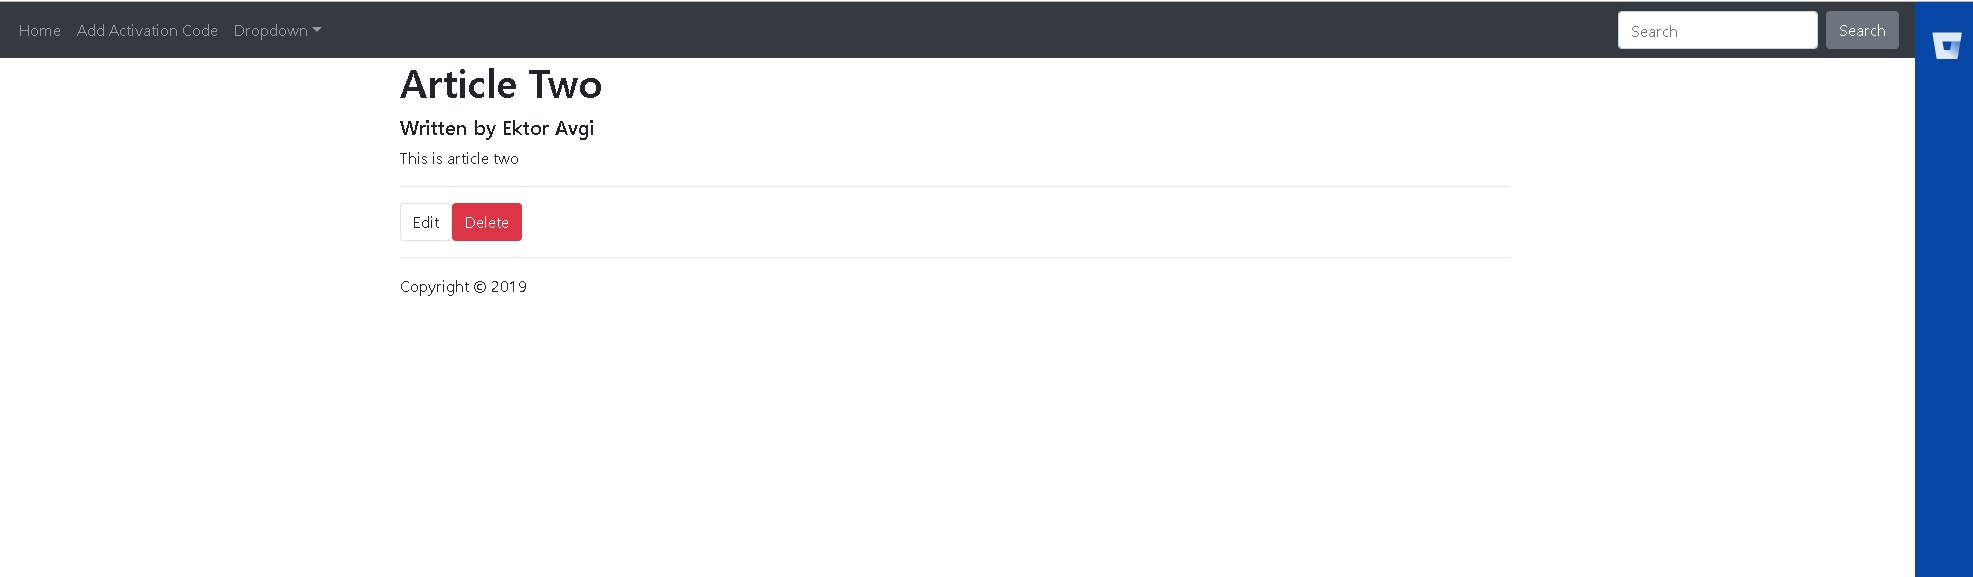 Home Add Activation Code Dropdown Search Search
Article Two
Written by Ektor Avgi
This is article two
Edit Delete
Copyright © 2019